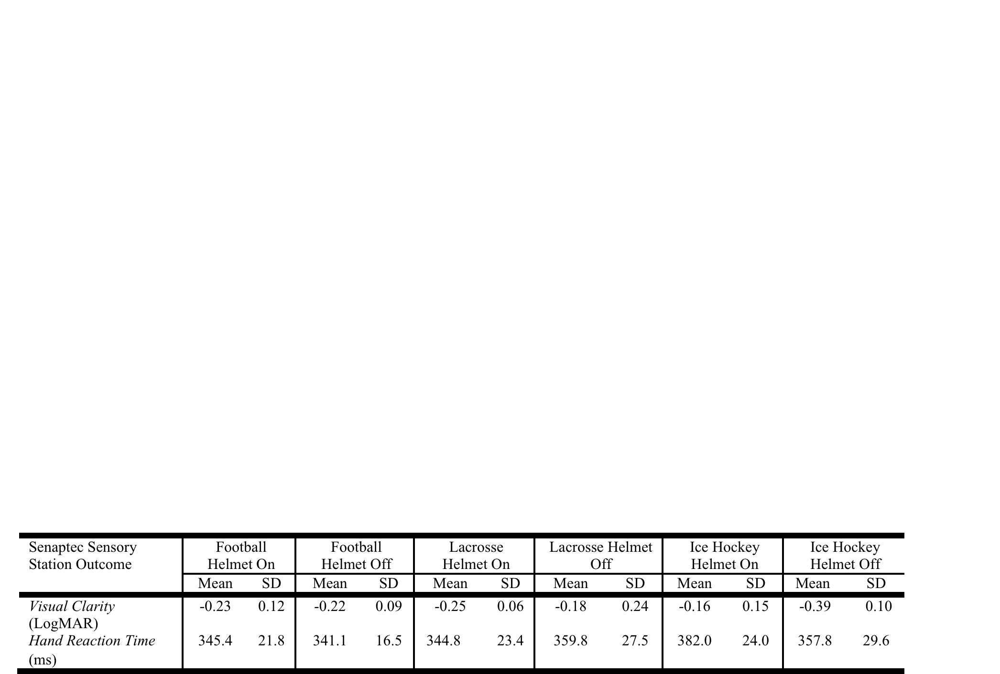 Senaptec Sensory Station Outcome
Football Helmet On
Football Helmet Off
Lacrosse Helmet On
Lacrosse Helmet Off
Ice Hockey Helmet On
Ice Hockey Helmet Off
Mean SD Mean SD Mean SD Mean SD Mean SD Mean SD
Visual Clarity (LogMAR) -0.23 0.12 -0.22 0.09 -0.25 0.06 -0.18 0.24 -0.16 0.15 -0.39 0.10
Hand Reaction Time (ms) 345.4 21.8 341.1 16.5 344.8 23.4 359.8 27.5 382.0 24.0 357.8 29.6